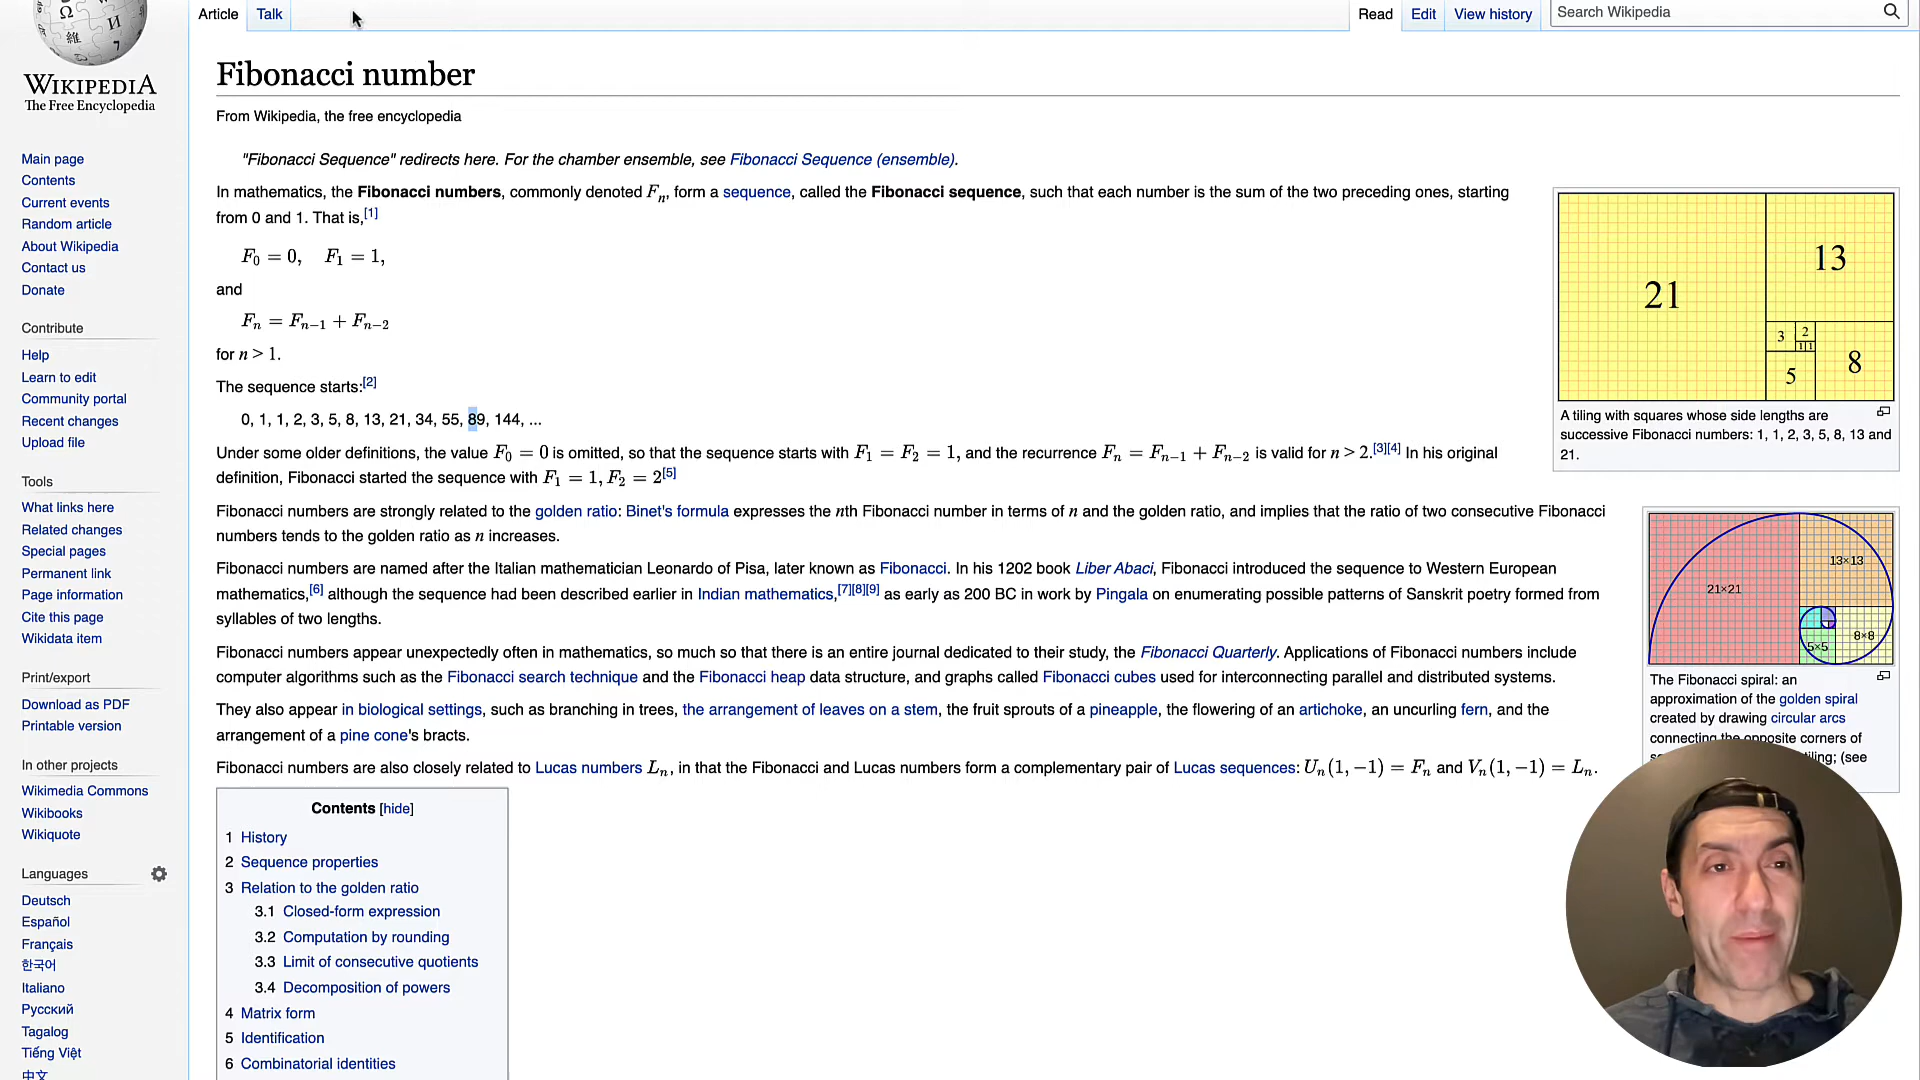 Article
Talk
Read
Edit
View history
Search Wikipedia
WIKIPEDIA
The Free Encyclopedia
Main page
Contents
Current events
Random article
About Wikipedia
Contact us
Donate
Contribute
Help
Learn to edit
Community portal
Recent changes
Upload file
Tools
What links here
Related changes
Special pages
Permanent link
Page information
Cite this page
Wikidata item
Print/export
Download as PDF
Printable version
In other projects
Wikimedia Commons
Wikibooks
Wikiquote
Languages
Deutsch
Español
Français
한국어
Italiano
Русский
Tagalog
Tiếng Việt
中文
Fibonacci number
From Wikipedia, the free encyclopedia
"Fibonacci Sequence" redirects here. For the chamber ensemble, see Fibonacci Sequence (ensemble).
In mathematics, the Fibonacci numbers, commonly denoted Fn, form a sequence, called the Fibonacci sequence, such that each number is the sum of the two preceding ones, starting
from 0 and 1. That is,[1]
F0 = 0, F1 = 1,
and
Fn = Fn−1 + Fn−2
for n > 1.
The sequence starts:[2]
0, 1, 1, 2, 3, 5, 8, 13, 21, 34, 55, 89, 144, ...
Under some older definitions, the value F0 = 0 is omitted, so that the sequence starts with F1 = F2 = 1, and the recurrence Fn = Fn−1 + Fn−2 is valid for n > 2.[3][4] In his original
definition, Fibonacci started the sequence with F1 = 1, F2 = 2[5]
Fibonacci numbers are strongly related to the golden ratio: Binet's formula expresses the nth Fibonacci number in terms of n and the golden ratio, and implies that the ratio of two consecutive Fibonacci
numbers tends to the golden ratio as n increases.
Fibonacci numbers are named after the Italian mathematician Leonardo of Pisa, later known as Fibonacci. In his 1202 book Liber Abaci, Fibonacci introduced the sequence to Western European
mathematics,[6] although the sequence had been described earlier in Indian mathematics,[7][8][9] as early as 200 BC in work by Pingala on enumerating possible patterns of Sanskrit poetry formed from
syllables of two lengths.
Fibonacci numbers appear unexpectedly often in mathematics, so much so that there is an entire journal dedicated to their study, the Fibonacci Quarterly. Applications of Fibonacci numbers include
computer algorithms such as the Fibonacci search technique and the Fibonacci heap data structure, and graphs called Fibonacci cubes used for interconnecting parallel and distributed systems.
They also appear in biological settings, such as branching in trees, the arrangement of leaves on a stem, the fruit sprouts of a pineapple, the flowering of an artichoke, an uncurling fern, and the
arrangement of a pine cone's bracts.
Fibonacci numbers are also closely related to Lucas numbers Ln, in that the Fibonacci and Lucas numbers form a complementary pair of Lucas sequences: Un(1, −1) = Fn and Vn(1, −1) = Ln.
Contents [hide]
1 History
2 Sequence properties
3 Relation to the golden ratio
3.1 Closed-form expression
3.2 Computation by rounding
3.3 Limit of consecutive quotients
3.4 Decomposition of powers
4 Matrix form
5 Identification
6 Combinatorial identities
21
13
3
2
1 1
8
5
A tiling with squares whose side lengths are
successive Fibonacci numbers: 1, 1, 2, 3, 5, 8, 13 and
21.
21×21
13×13
8×8
5×5
The Fibonacci spiral: an
approximation of the golden spiral
created by drawing circular arcs
connecting the opposite corners of
(see